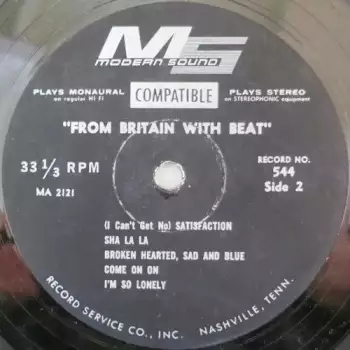 MS
MODERN SOUND
PLAYS MONAURAL
on regular Hi Fi
COMPATIBLE
PLAYS STEREO
on STEREOPHONIC equipment
"FROM BRITAIN WITH BEAT"
33 1/3 RPM
MA 2121
RECORD NO.
544
Side 2
(I Can't Get No) SATISFACTION
SHA LA LA
BROKEN HEARTED, SAD AND BLUE
COME ON ON
I'M SO LONELY
RECORD SERVICE CO., INC. NASHVILLE, TENN.